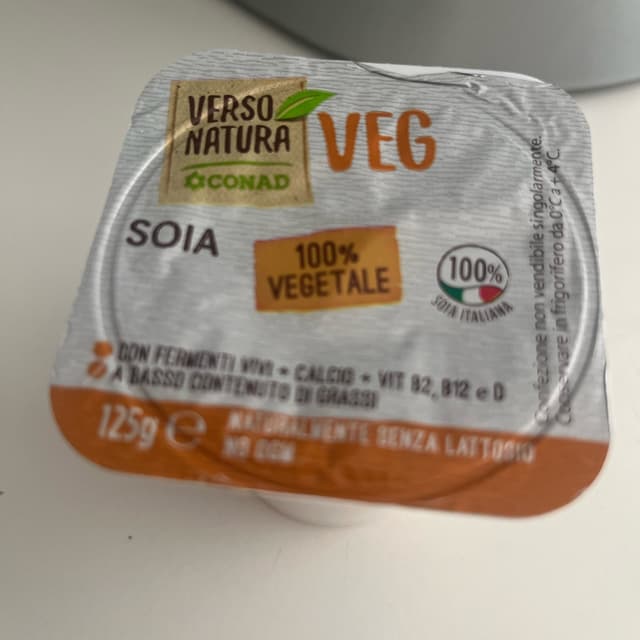 VERSO
NATURA
CONAD
VEG
SOIA
100%
VEGETALE
100%
SOIA ITALIANA
Confezione non vendibile singolarmente.
Conservare in frigorifero da 0°C a + 4°C.
CON FERMENTI VIVI + CALCIO + VIT B2, B12 e D
A BASSO CONTENUTO DI GRASSI
125g ℮
NATURALMENTE SENZA LATTOSIO
NO OGM